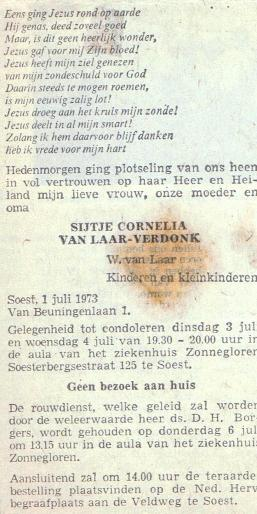 Eens ging Jezus rond op aarde
Hij genas, deed zoveel goed
Maar, is dit geen heerlijk wonder,
Jezus gaf voor mij Zijn bloed!
Jezus heeft mijn ziel genezen
van mijn zondeschuld voor God
Daarin steeds te mogen roemen,
is mijn eeuwig zalig lot!
Jezus droeg aan het kruis mijn zonde!
Jezus deelt in al mijn smart!
Zolang ik hem daarvoor blijf danken
heb ik vrede voor mijn hart
Hedenmorgen ging plotseling van ons heen
in vol vertrouwen op haar Heer en Hei-
land mijn lieve vrouw, onze moeder en
oma
SIJTJE CORNELIA
VAN LAAR-VERDONK
W. van Laar
Kinderen en kleinkinderen
Soest, 1 juli 1973
Van Beuningenlaan 1.
Gelegenheid tot condoleren dinsdag 3 juli
en woensdag 4 juli van 19.30 - 20.00 uur in
de aula van het ziekenhuis Zonnegloren
Soesterbergsestraat 125 te Soest.
Geen bezoek aan huis
De rouwdienst, welke geleid zal worden
door de weleerwaarde heer ds. D. H. Bor-
gers, wordt gehouden op donderdag 6 juli
om 13.15 uur in de aula van het ziekenhuis
Zonnegloren.
Aansluitend zal om 14.00 uur de teraarde-
bestelling plaatsvinden op de Ned. Herv.
begraafplaats aan de Veldweg te Soest.